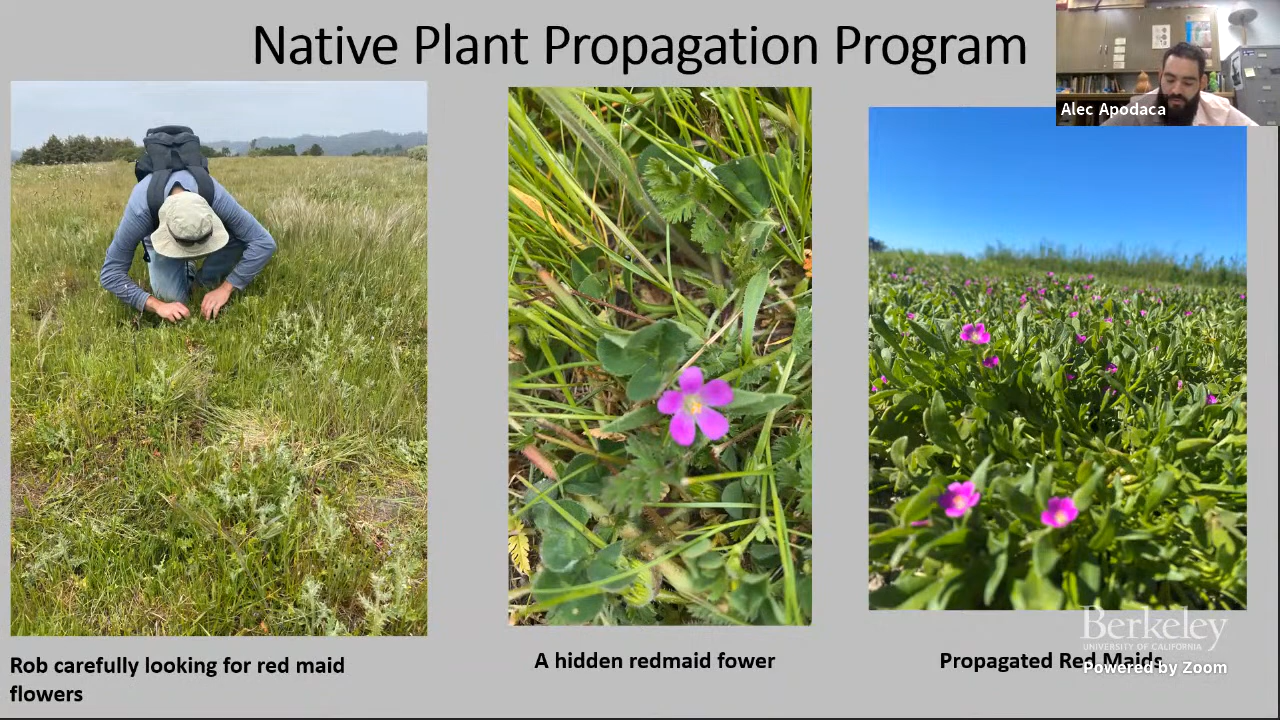 Native Plant Propagation Program
Alec Apodaca
Rob carefully looking for red maid
flowers
A hidden redmaid fower
Propagated Red Maids
Berkeley
UNIVERSITY OF CALIFORNIA
Powered by Zoom